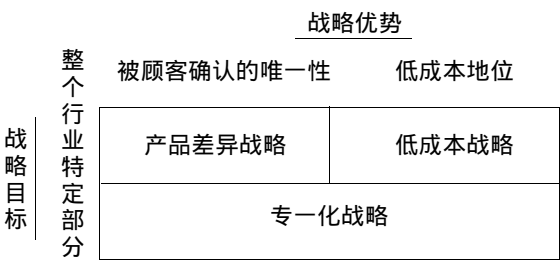 战略优势
被顾客确认的唯一性 低成本地位
战略目标
整个行业特定部分
产品差异战略 低成本战略
专一化战略